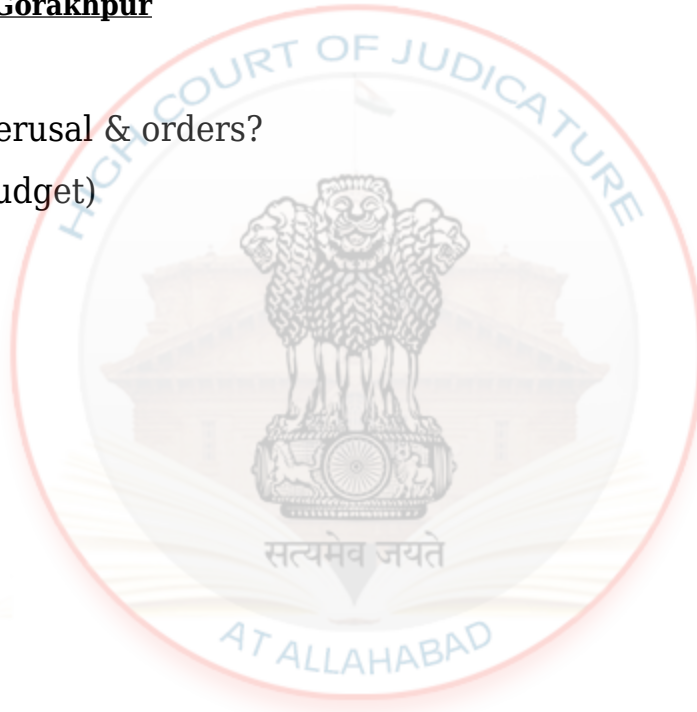 Gorakhpur
HIGH COURT OF JUDICATURE
erusal & orders?
udget)
सत्यमेव जयते
AT ALLAHABAD